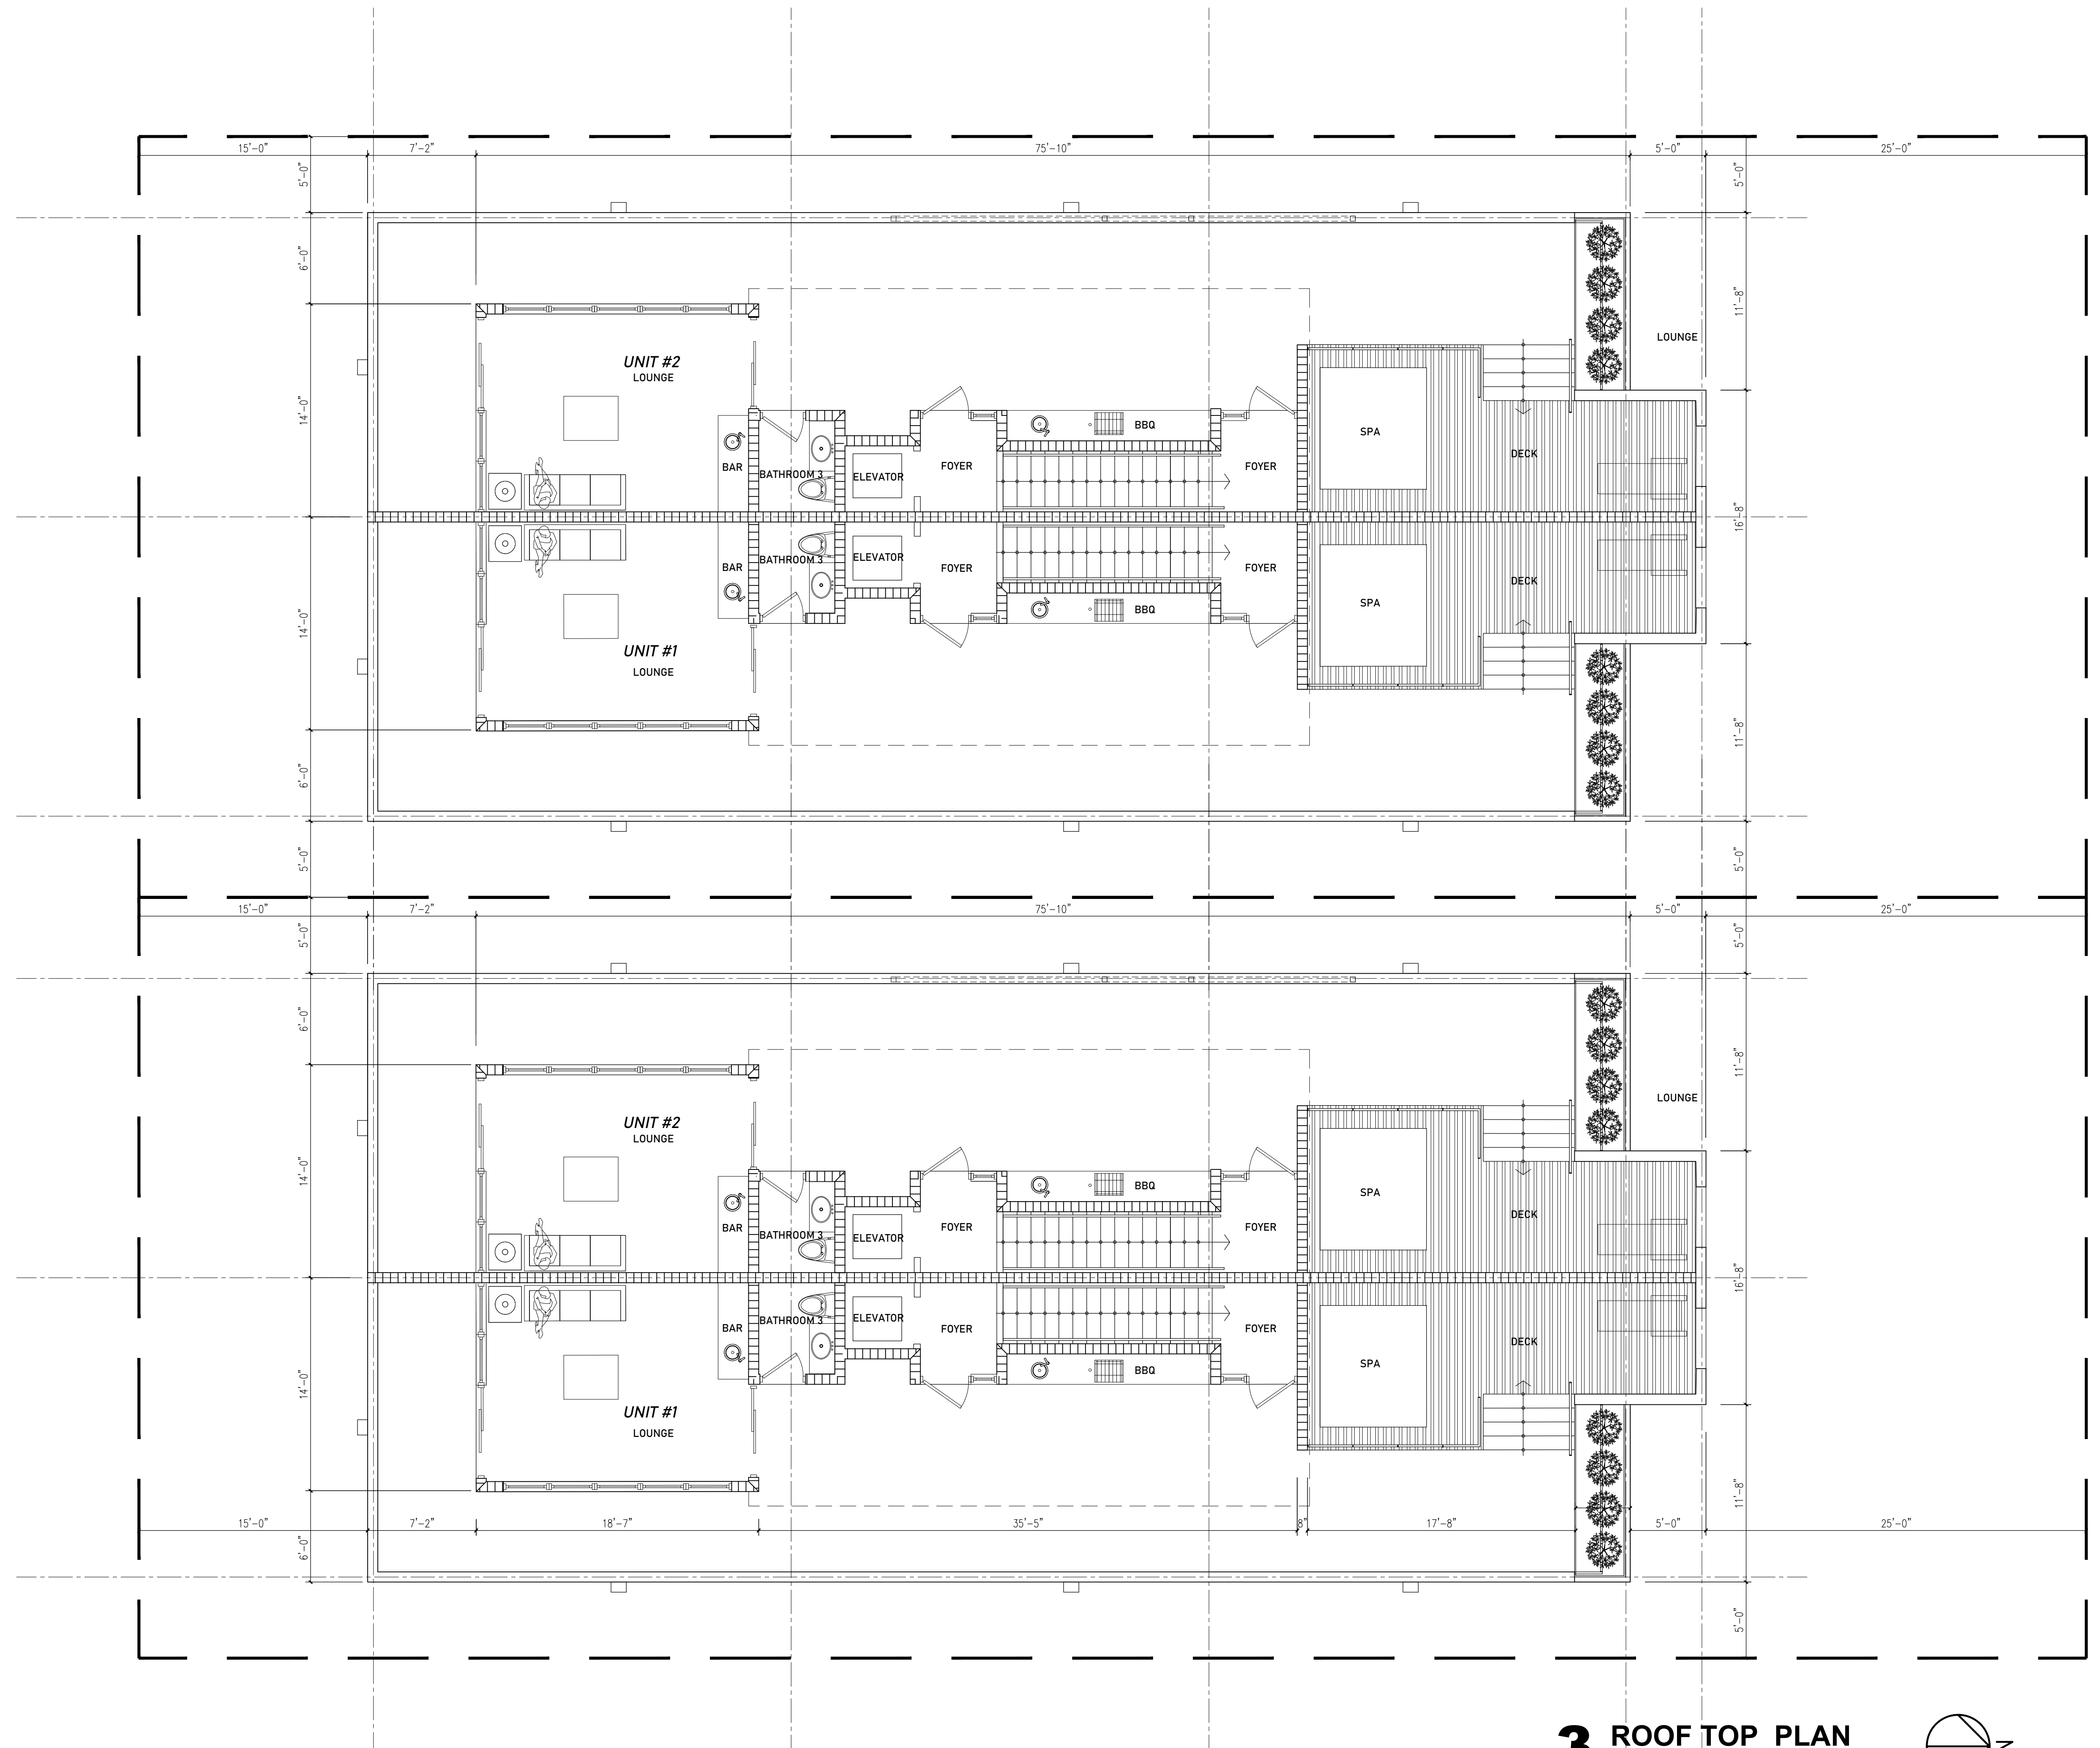 15'-0" 7'-2" 75'-10" 5'-0" 25'-0"
5'-0" 5'-0"
6'-0" 11'-8"
LOUNGE
UNIT #2
LOUNGE
14'-0"
BBQ
SPA
DECK
BAR BATHROOM 3 ELEVATOR FOYER FOYER
16'-8"
BAR BATHROOM 3 ELEVATOR FOYER FOYER
DECK
SPA
BBQ
14'-0"
UNIT #1
LOUNGE
11'-8"
6'-0"
5'-0" 5'-0"
15'-0" 7'-2" 75'-10" 5'-0" 25'-0"
5'-0" 5'-0"
6'-0" 11'-8"
LOUNGE
UNIT #2
LOUNGE
14'-0"
BBQ
SPA
DECK
BAR BATHROOM 3 ELEVATOR FOYER FOYER
16'-8"
BAR BATHROOM 3 ELEVATOR FOYER FOYER
DECK
SPA
BBQ
14'-0"
UNIT #1
LOUNGE
11'-8"
15'-0" 7'-2" 18'-7" 35'-5" 8" 17'-8" 5'-0" 25'-0"
6'-0"
5'-0"
3 ROOF TOP PLAN
N